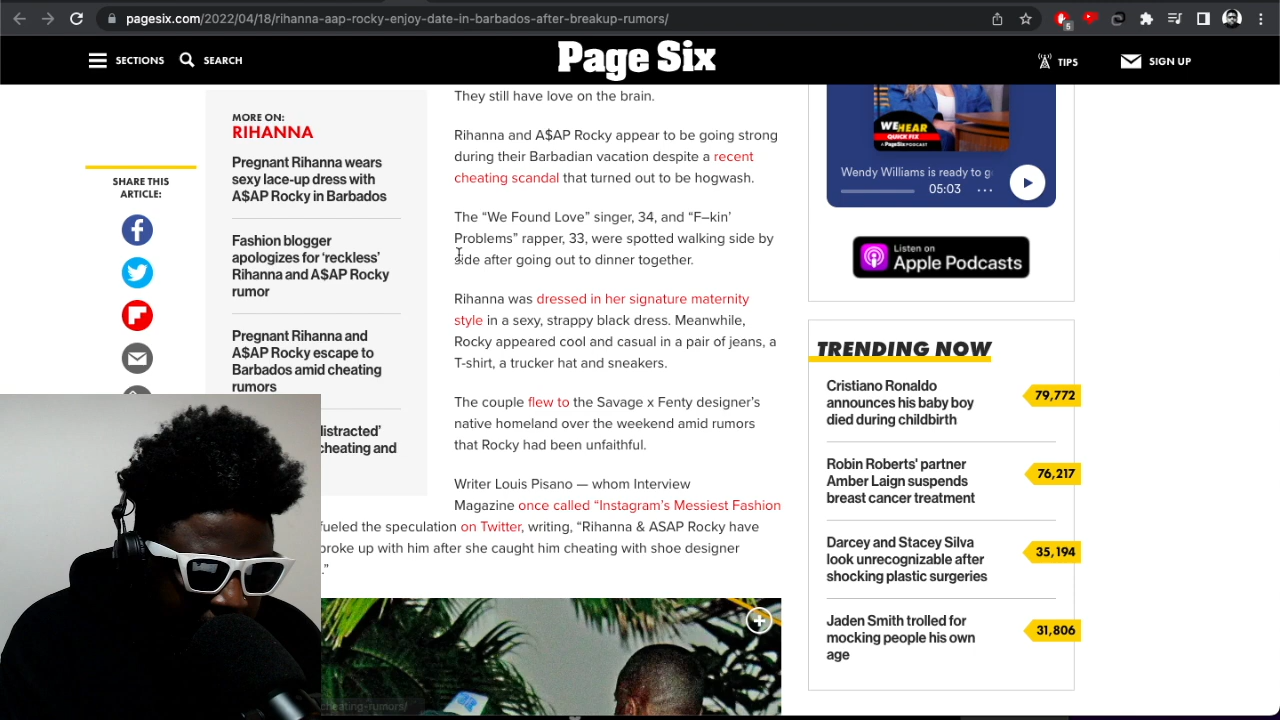 pagesix.com/2022/04/18/rihanna-aap-rocky-enjoy-date-in-barbados-after-breakup-rumors/
5
SECTIONS
SEARCH
Page Six
TIPS
SIGN UP
SHARE THIS
ARTICLE:
MORE ON:
RIHANNA
Pregnant Rihanna wears
sexy lace-up dress with
A$AP Rocky in Barbados
Fashion blogger
apologizes for ‘reckless’
Rihanna and A$AP Rocky
rumor
Pregnant Rihanna and
A$AP Rocky escape to
Barbados amid cheating
rumors
distracted’
cheating and
They still have love on the brain.
Rihanna and A$AP Rocky appear to be going strong
during their Barbadian vacation despite a recent
cheating scandal that turned out to be hogwash.
The “We Found Love” singer, 34, and “F–kin’
Problems” rapper, 33, were spotted walking side by
side after going out to dinner together.
Rihanna was dressed in her signature maternity
style in a sexy, strappy black dress. Meanwhile,
Rocky appeared cool and casual in a pair of jeans, a
T-shirt, a trucker hat and sneakers.
The couple flew to the Savage x Fenty designer’s
native homeland over the weekend amid rumors
that Rocky had been unfaithful.
Writer Louis Pisano — whom Interview
Magazine once called “Instagram’s Messiest Fashion
fueled the speculation on Twitter, writing, “Rihanna & ASAP Rocky have
broke up with him after she caught him cheating with shoe designer
.”
cheating-rumors/
WE HEAR
QUICK FIX
A PAGESIX PODCAST
Wendy Williams is ready to g
05:03
Listen on
Apple Podcasts
TRENDING NOW
Cristiano Ronaldo
announces his baby boy
died during childbirth
79,772
Robin Roberts' partner
Amber Laign suspends
breast cancer treatment
76,217
Darcey and Stacey Silva
look unrecognizable after
shocking plastic surgeries
35,194
Jaden Smith trolled for
mocking people his own
age
31,806